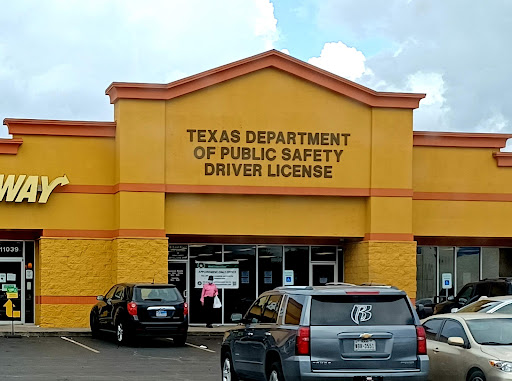 TEXAS DEPARTMENT
OF PUBLIC SAFETY
DRIVER LICENSE
WAY
11039